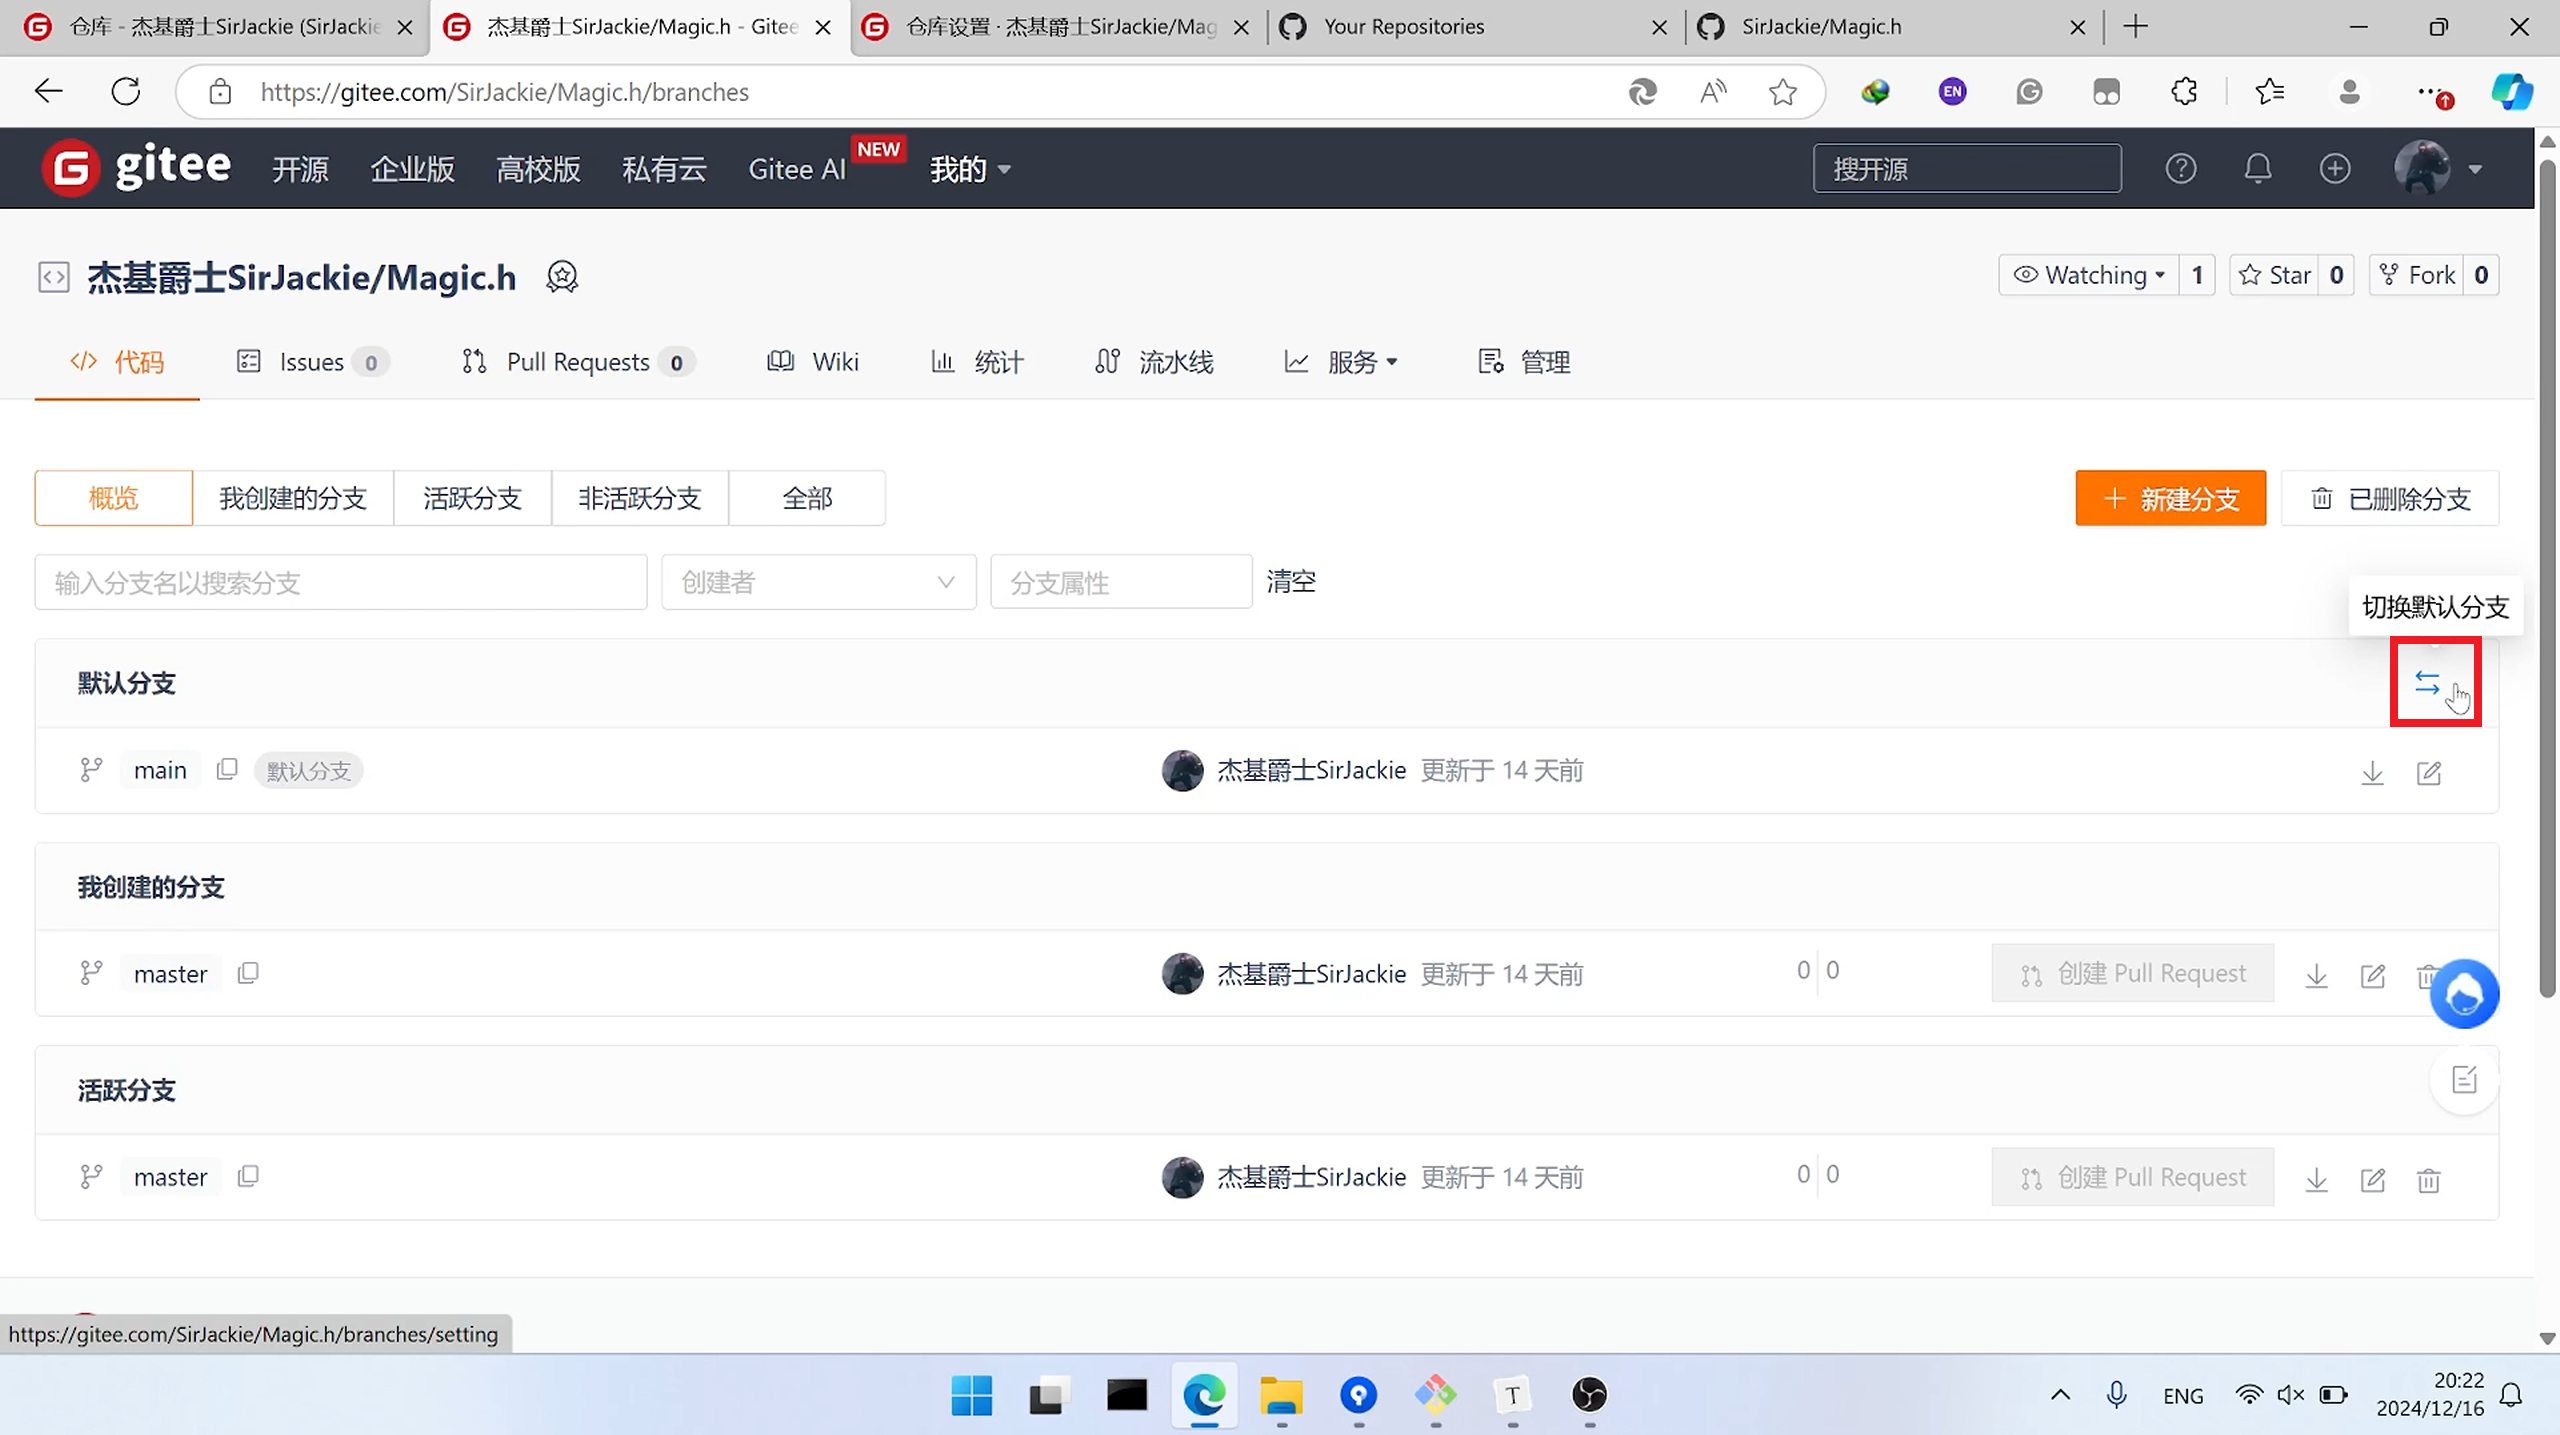 仓库 - 杰基爵士SirJackie (SirJackie
杰基爵士SirJackie/Magic.h - Gitee
仓库设置 · 杰基爵士SirJackie/Mag
Your Repositories
SirJackie/Magic.h
https://gitee.com/SirJackie/Magic.h/branches
EN
gitee
开源
企业版
高校版
私有云
Gitee AI
NEW
我的
搜开源
杰基爵士SirJackie/Magic.h
Watching 1
Star 0
Fork 0
代码
Issues 0
Pull Requests 0
Wiki
统计
流水线
服务
管理
概览
我创建的分支
活跃分支
非活跃分支
全部
新建分支
已删除分支
输入分支名以搜索分支
创建者
分支属性
清空
切换默认分支
默认分支
main 默认分支 杰基爵士SirJackie 更新于 14 天前
我创建的分支
master 杰基爵士SirJackie 更新于 14 天前 0 0 创建 Pull Request
活跃分支
master 杰基爵士SirJackie 更新于 14 天前 0 0 创建 Pull Request
https://gitee.com/SirJackie/Magic.h/branches/setting
T
ENG
20:22
2024/12/16